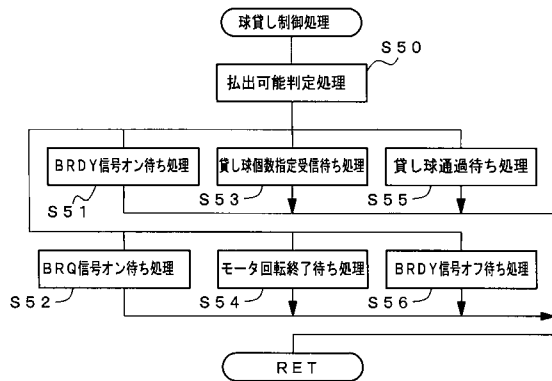 球貸し制御処理
S50
払出可能判定処理
BRDY信号オン待ち処理
貸し球個数指定受信待ち処理
貸し球通過待ち処理
S51
S53
S55
BRQ信号オン待ち処理
モータ回転終了待ち処理
BRDY信号オフ待ち処理
S52
S54
S56
RET